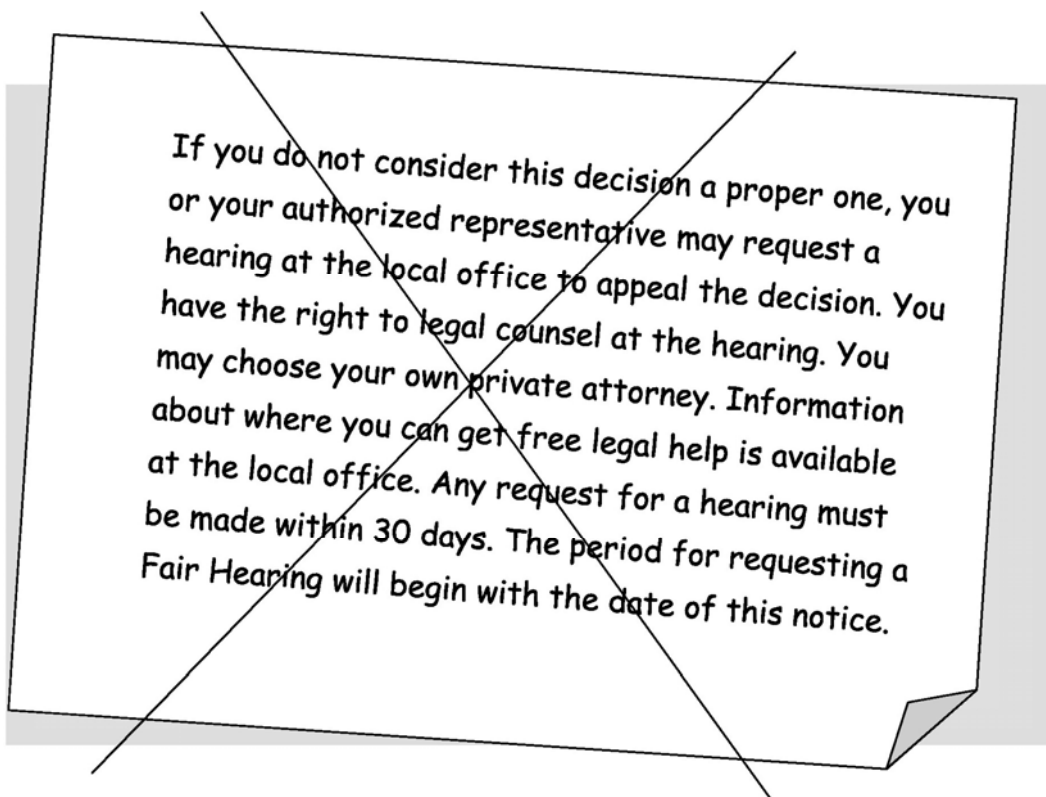 If you do not consider this decision a proper one, you
or your authorized representative may request a
hearing at the local office to appeal the decision. You
have the right to legal counsel at the hearing. You
may choose your own private attorney. Information
about where you can get free legal help is available
at the local office. Any request for a hearing must
be made within 30 days. The period for requesting a
Fair Hearing will begin with the date of this notice.